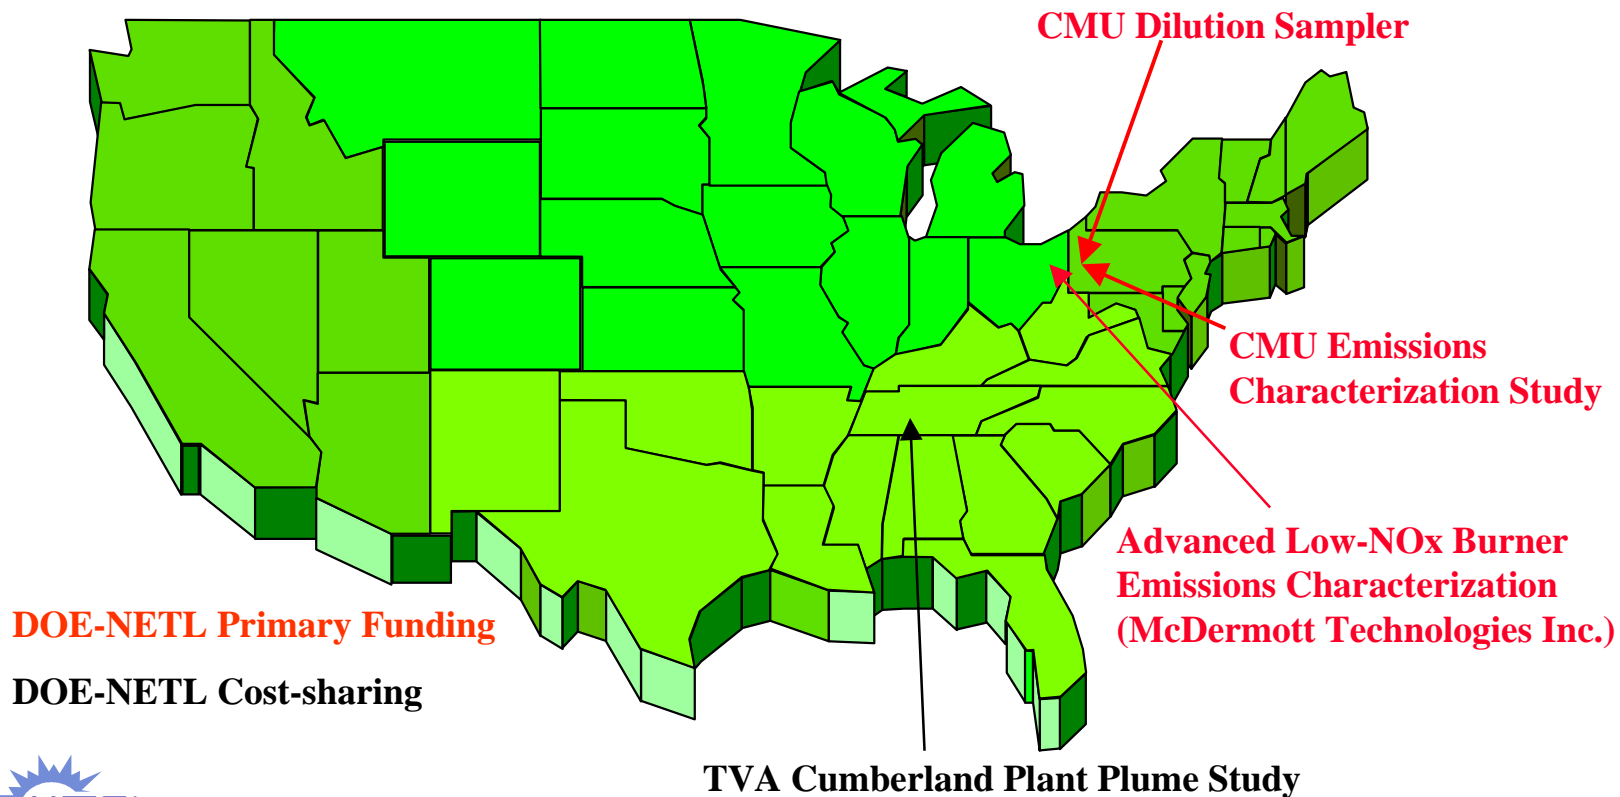 CMU Dilution Sampler
CMU Emissions
Characterization Study
Advanced Low-NOx Burner
Emissions Characterization
(McDermott Technologies Inc.)
DOE-NETL Primary Funding
DOE-NETL Cost-sharing
TVA Cumberland Plant Plume Study